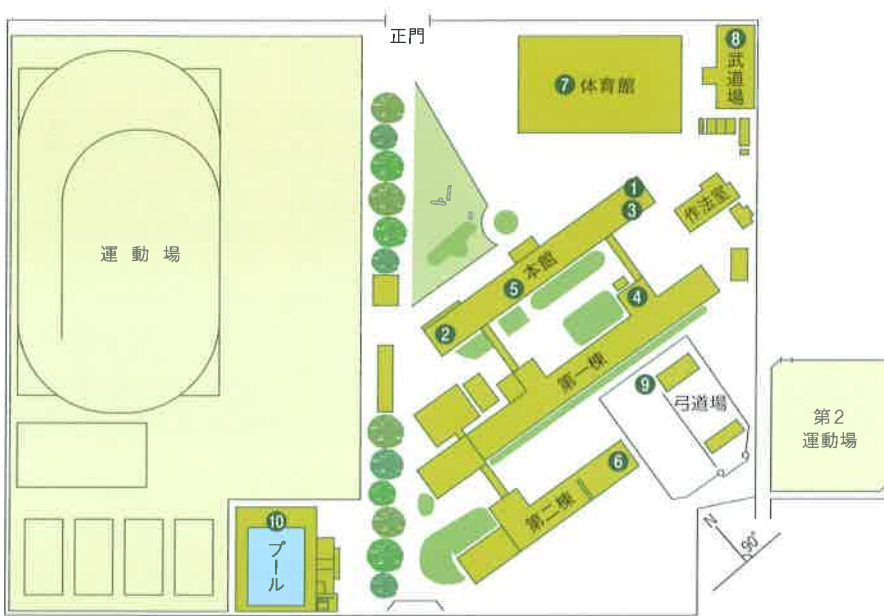 正門
⑧
武道場
⑦ 体育館
①
③
作法室
運動場
本館
⑤
④
②
第一棟
⑨
弓道場
第2
運動場
⑥
第二棟
⑩
プール
N
90°